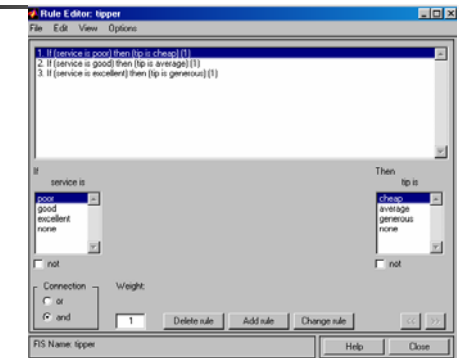 Rule Editor: tipper
File Edit View Options
1. If (service is poor) then (tip is cheap) (1)
2. If (service is good) then (tip is average) (1)
3. If (service is excellent) then (tip is generous) (1)
If
Then
service is
tip is
poor
good
excellent
none
cheap
average
generous
none
not
not
Connection
or
and
Weight:
1
Delete rule
Add rule
Change rule
<<
>>
FIS Name: tipper
Help
Close